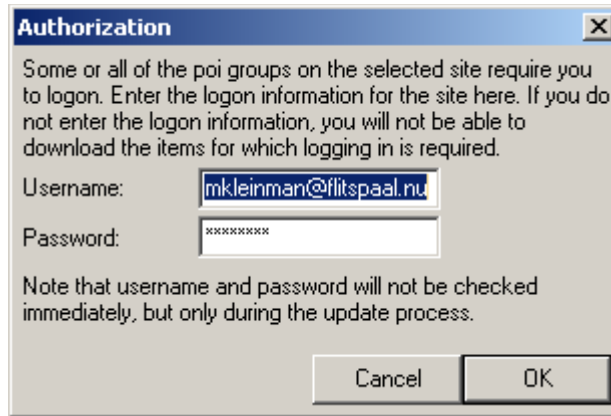 Authorization
Some or all of the poi groups on the selected site require you
to logon. Enter the logon information for the site here. If you do
not enter the logon information, you will not be able to
download the items for which logging in is required.
Username: mkleinman@flitspaal.nu
Password: ××××××××
Note that username and password will not be checked
immediately, but only during the update process.
Cancel OK